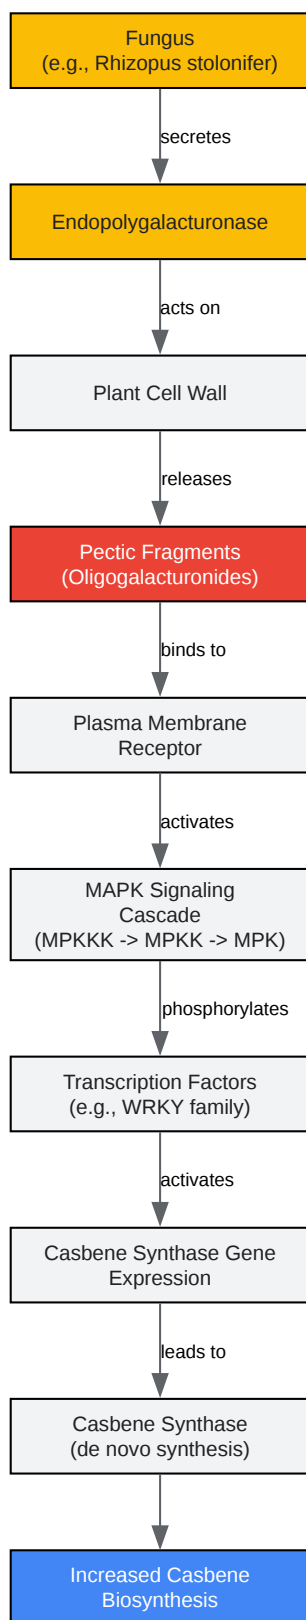 Fungus
(e.g., Rhizopus stolonifer)
secretes
Endopolygalacturonase
acts on
Plant Cell Wall
releases
Pectic Fragments
(Oligogalacturonides)
binds to
Plasma Membrane
Receptor
activates
MAPK Signaling
Cascade
(MPKKK -> MPKK -> MPK)
phosphorylates
Transcription Factors
(e.g., WRKY family)
activates
Casbene Synthase Gene
Expression
leads to
Casbene Synthase
(de novo synthesis)
Increased Casbene
Biosynthesis